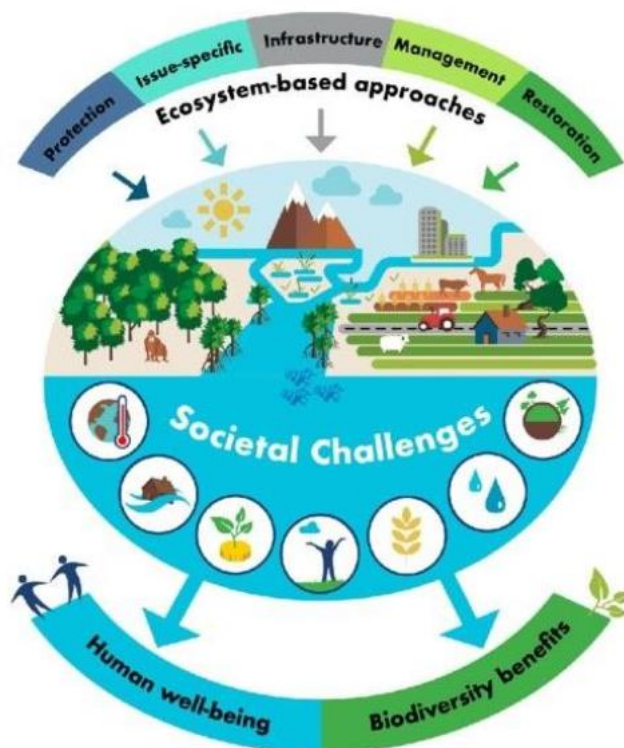 Protection
Issue-specific
Infrastructure
Management
Restoration
Ecosystem-based approaches
Societal Challenges
Human well-being
Biodiversity benefits